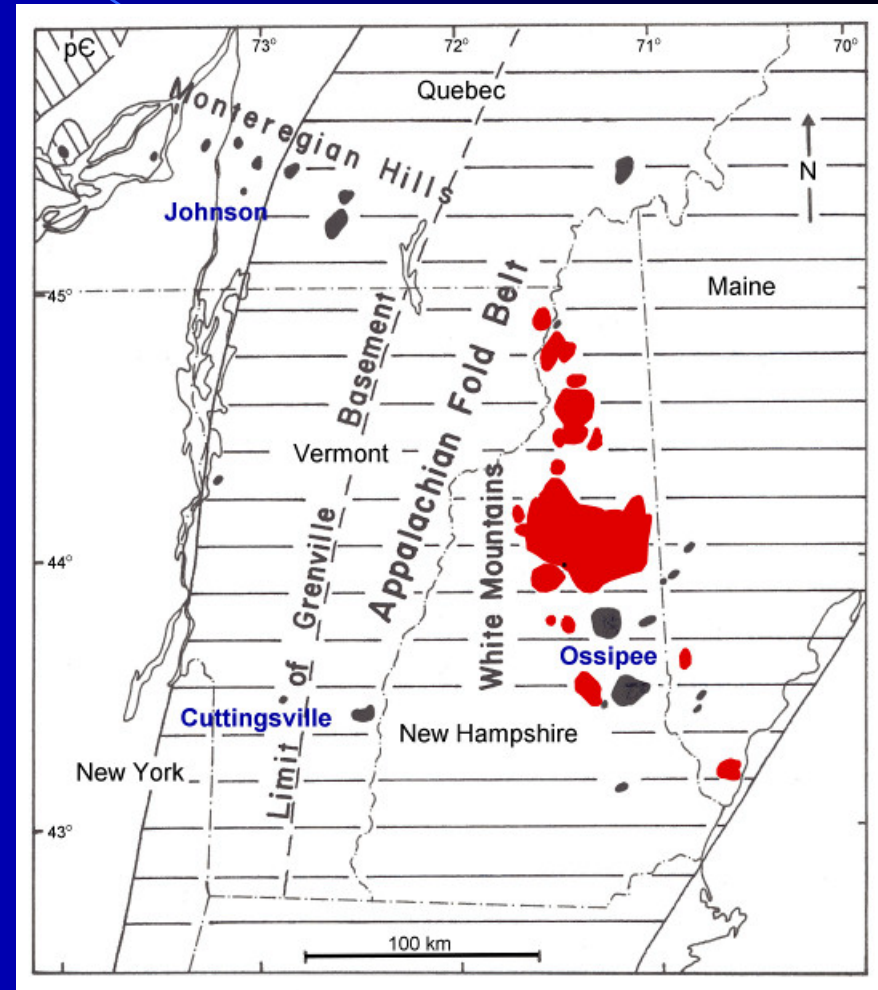 73°
72°
71°
70°
pЄ
Quebec
Monteregian Hills
N
Johnson
45°
Maine
Limit of Grenville Basement
Appalachian Fold Belt
Vermont
White Mountains
44°
Ossipee
Cuttingsville
New Hampshire
New York
43°
100 km